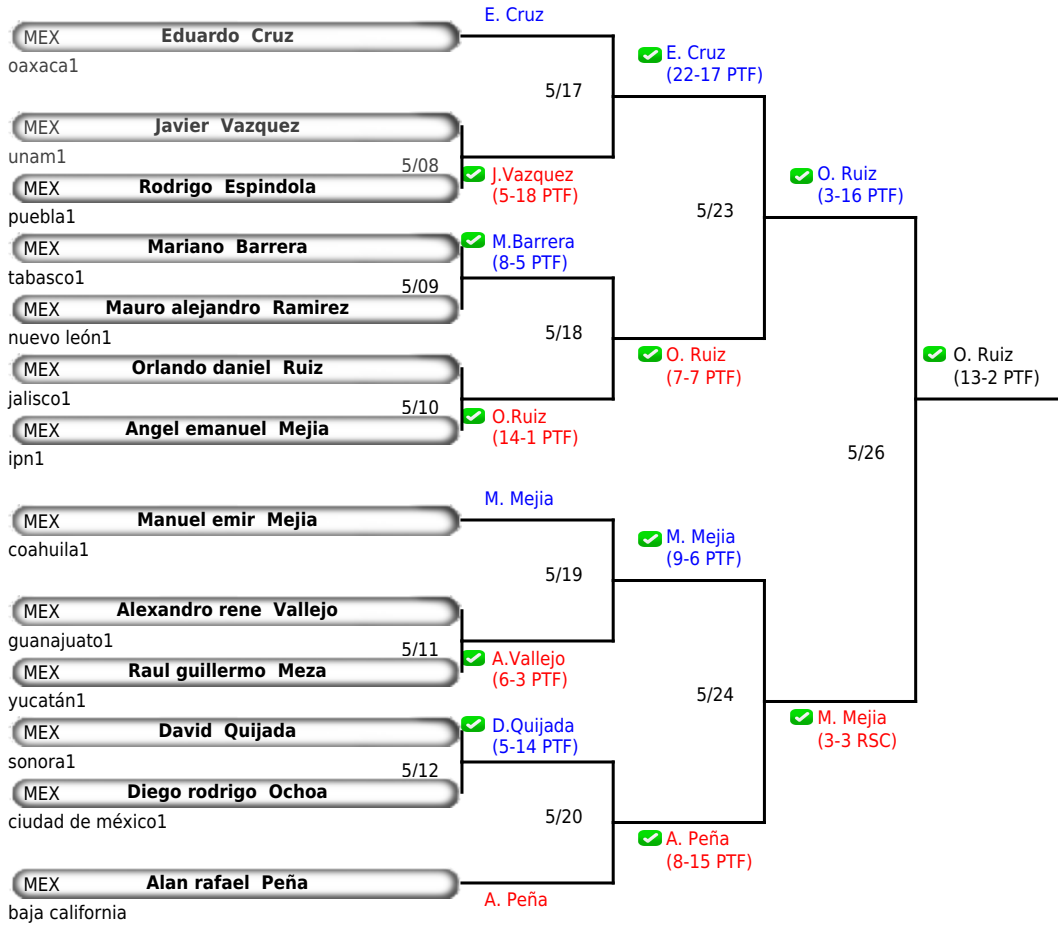 E. Cruz
MEX Eduardo Cruz
oaxaca1
E. Cruz
(22-17 PTF)
5/17
MEX Javier Vazquez
unam1
5/08
J.Vazquez
(5-18 PTF)
MEX Rodrigo Espindola
puebla1
O. Ruiz
(3-16 PTF)
5/23
MEX Mariano Barrera
tabasco1
M.Barrera
(8-5 PTF)
5/09
MEX Mauro alejandro Ramirez
nuevo león1
5/18
O. Ruiz
(7-7 PTF)
MEX Orlando daniel Ruiz
jalisco1
5/10
O.Ruiz
(14-1 PTF)
MEX Angel emanuel Mejia
ipn1
O. Ruiz
(13-2 PTF)
5/26
M. Mejia
MEX Manuel emir Mejia
coahuila1
M. Mejia
(9-6 PTF)
5/19
MEX Alexandro rene Vallejo
guanajuato1
5/11
A.Vallejo
(6-3 PTF)
MEX Raul guillermo Meza
yucatán1
5/24
M. Mejia
(3-3 RSC)
MEX David Quijada
sonora1
D.Quijada
(5-14 PTF)
5/12
MEX Diego rodrigo Ochoa
ciudad de méxico1
5/20
A. Peña
(8-15 PTF)
MEX Alan rafael Peña
baja california
A. Peña